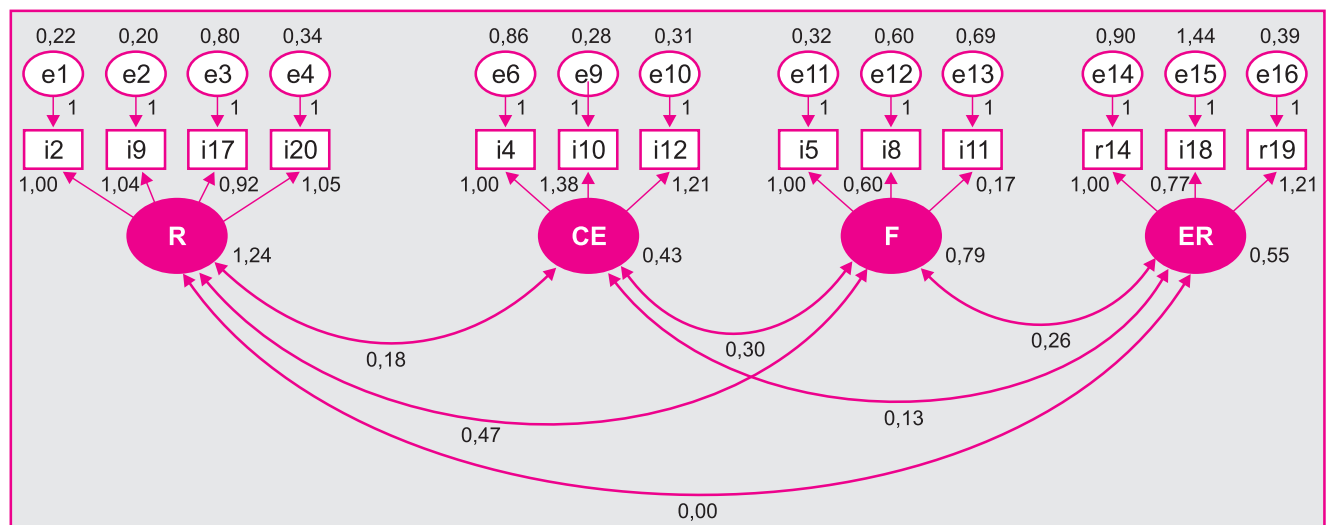 0,22 0,20 0,80 0,34 0,86 0,28 0,31 0,32 0,60 0,69 0,90 1,44 0,39
e1 e2 e3 e4 e6 e9 e10 e11 e12 e13 e14 e15 e16
1 1 1 1 1 1 1 1 1 1 1 1 1
i2 i9 i17 i20 i4 i10 i12 i5 i8 i11 r14 i18 r19
1,00 1,04 0,92 1,05 1,00 1,38 1,21 1,00 0,60 0,17 1,00 0,77 1,21
R CE F ER
1,24 0,43 0,79 0,55
0,18 0,30 0,26
0,47 0,13
0,00